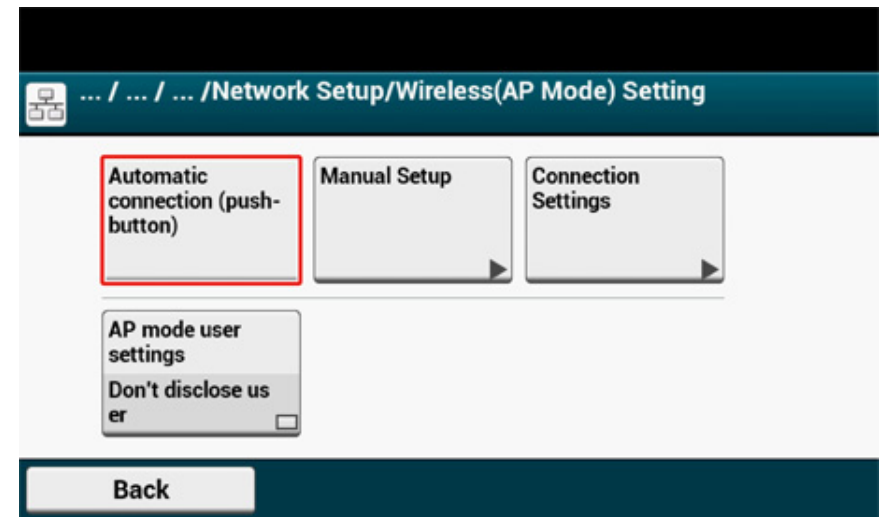 ... / ... / ... /Network Setup/Wireless(AP Mode) Setting
Automatic
connection (push-
button)
Manual Setup
Connection
Settings
AP mode user
settings
Don't disclose us
er
Back